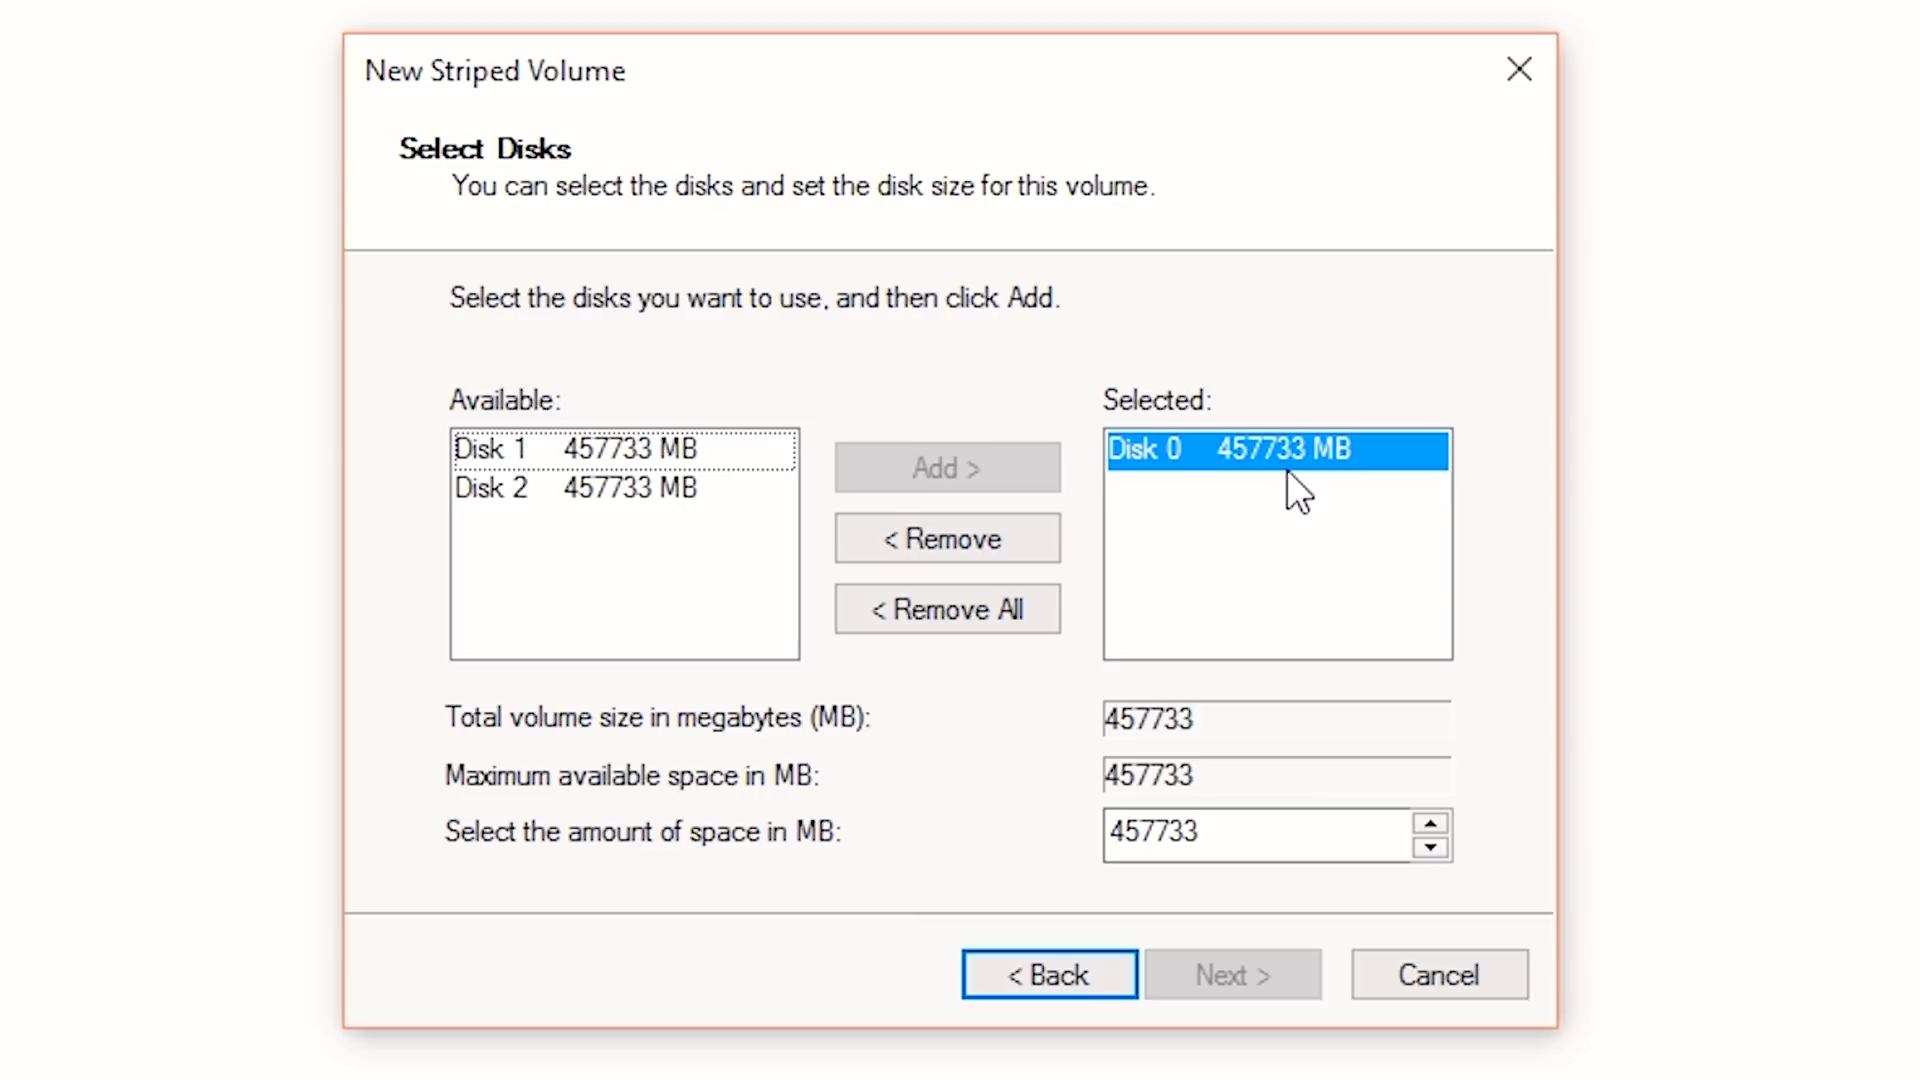 New Striped Volume
Select Disks
You can select the disks and set the disk size for this volume.
Select the disks you want to use, and then click Add.
Available:
Selected:
Disk 1 457733 MB
Disk 2 457733 MB
Add >
< Remove
< Remove All
Disk 0 457733 MB
Total volume size in megabytes (MB):
457733
Maximum available space in MB:
457733
Select the amount of space in MB:
457733
< Back
Next >
Cancel